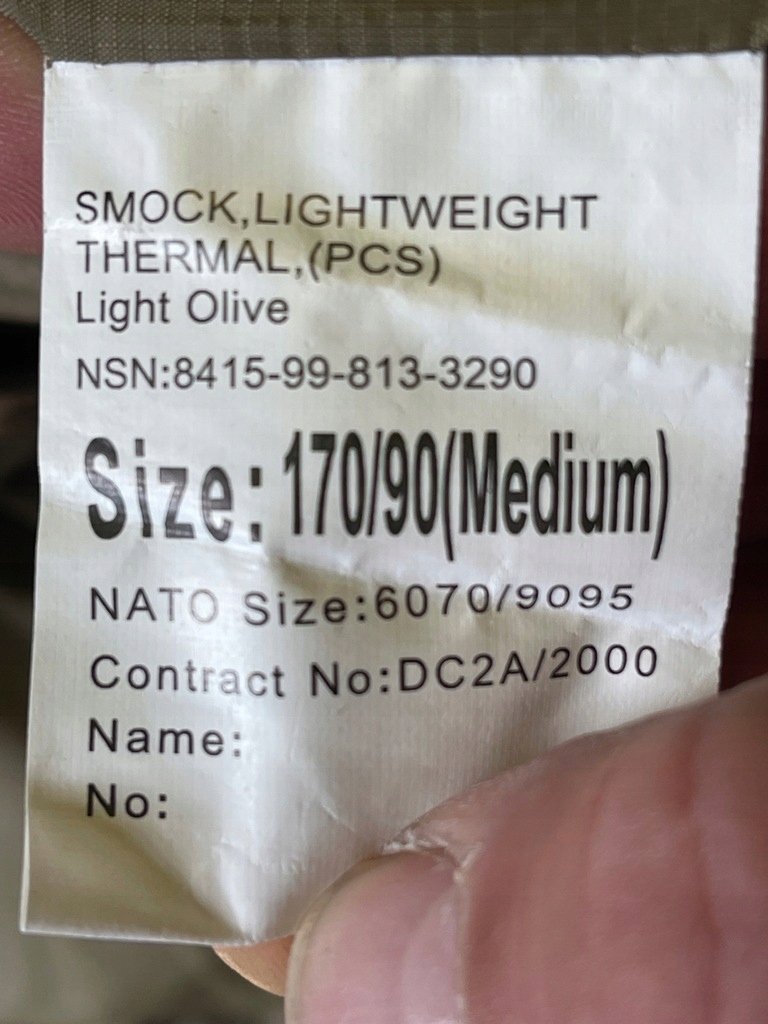 SMOCK,LIGHTWEIGHT
THERMAL,(PCS)
Light Olive
NSN:8415-99-813-3290
Size: 170/90(Medium)
NATO Size:6070/9095
Contract No:DC2A/2000
Name:
No: